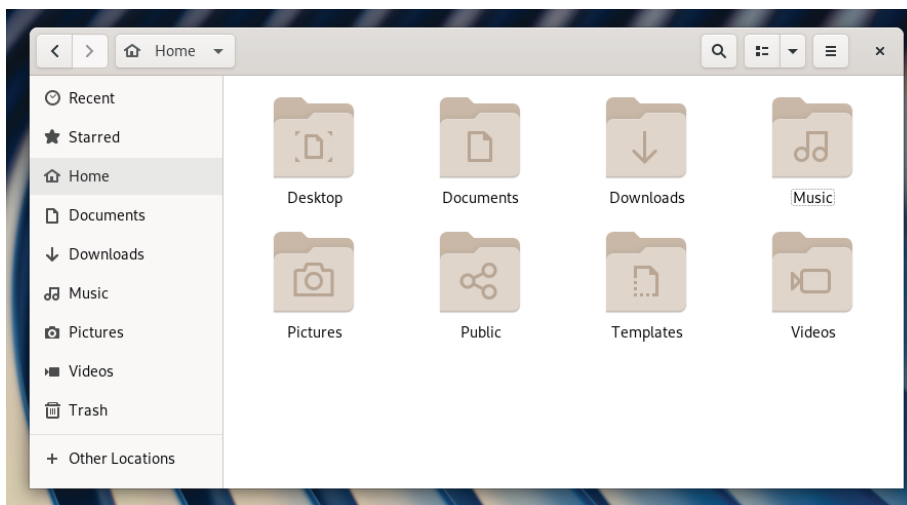 Home
Recent
Starred
Home
Documents
Downloads
Music
Pictures
Videos
Trash
Other Locations
Desktop Documents Downloads Music
Pictures Public Templates Videos